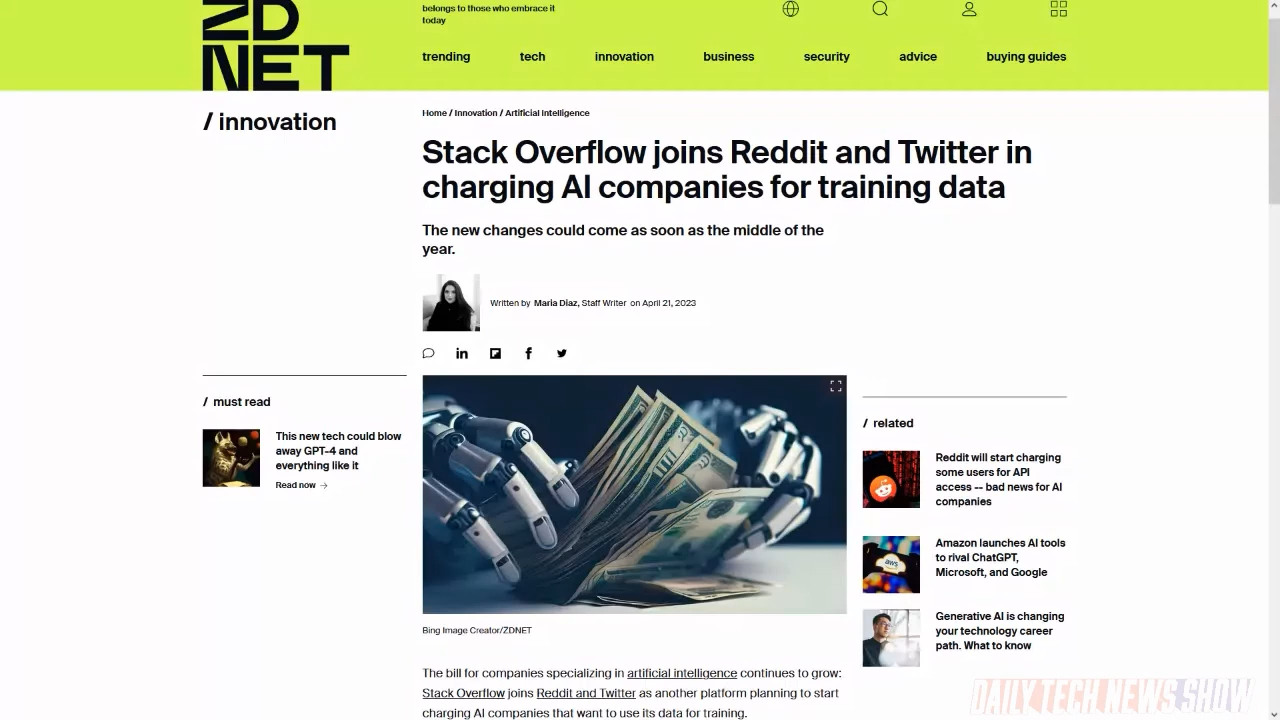 ZD
NET
belongs to those who embrace it
today
trending tech innovation business security advice buying guides
/ innovation
Home / Innovation / Artificial Intelligence
Stack Overflow joins Reddit and Twitter in
charging AI companies for training data
The new changes could come as soon as the middle of the
year.
Written by Maria Diaz, Staff Writer on April 21, 2023
/ must read
This new tech could blow
away GPT-4 and
everything like it
Read now →
Bing Image Creator/ZDNET
The bill for companies specializing in artificial intelligence continues to grow:
Stack Overflow joins Reddit and Twitter as another platform planning to start
charging AI companies that want to use its data for training.
/ related
Reddit will start charging
some users for API
access -- bad news for AI
companies
aws
Amazon launches AI tools
to rival ChatGPT,
Microsoft, and Google
Generative AI is changing
your technology career
path. What to know
DAILY TECH NEWS SHOW